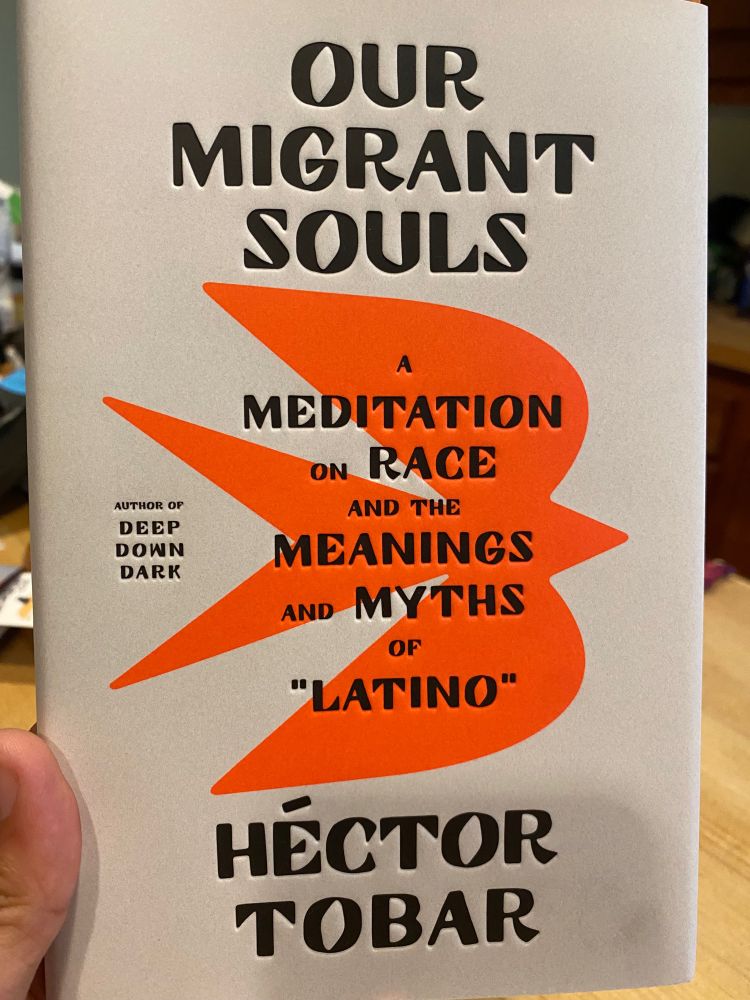 OUR
MIGRANT
SOULS
A
MEDITATION
ON RACE
AND THE
MEANINGS
AND MYTHS
OF
"LATINO"
AUTHOR OF
DEEP
DOWN
DARK
HÉCTOR
TOBAR